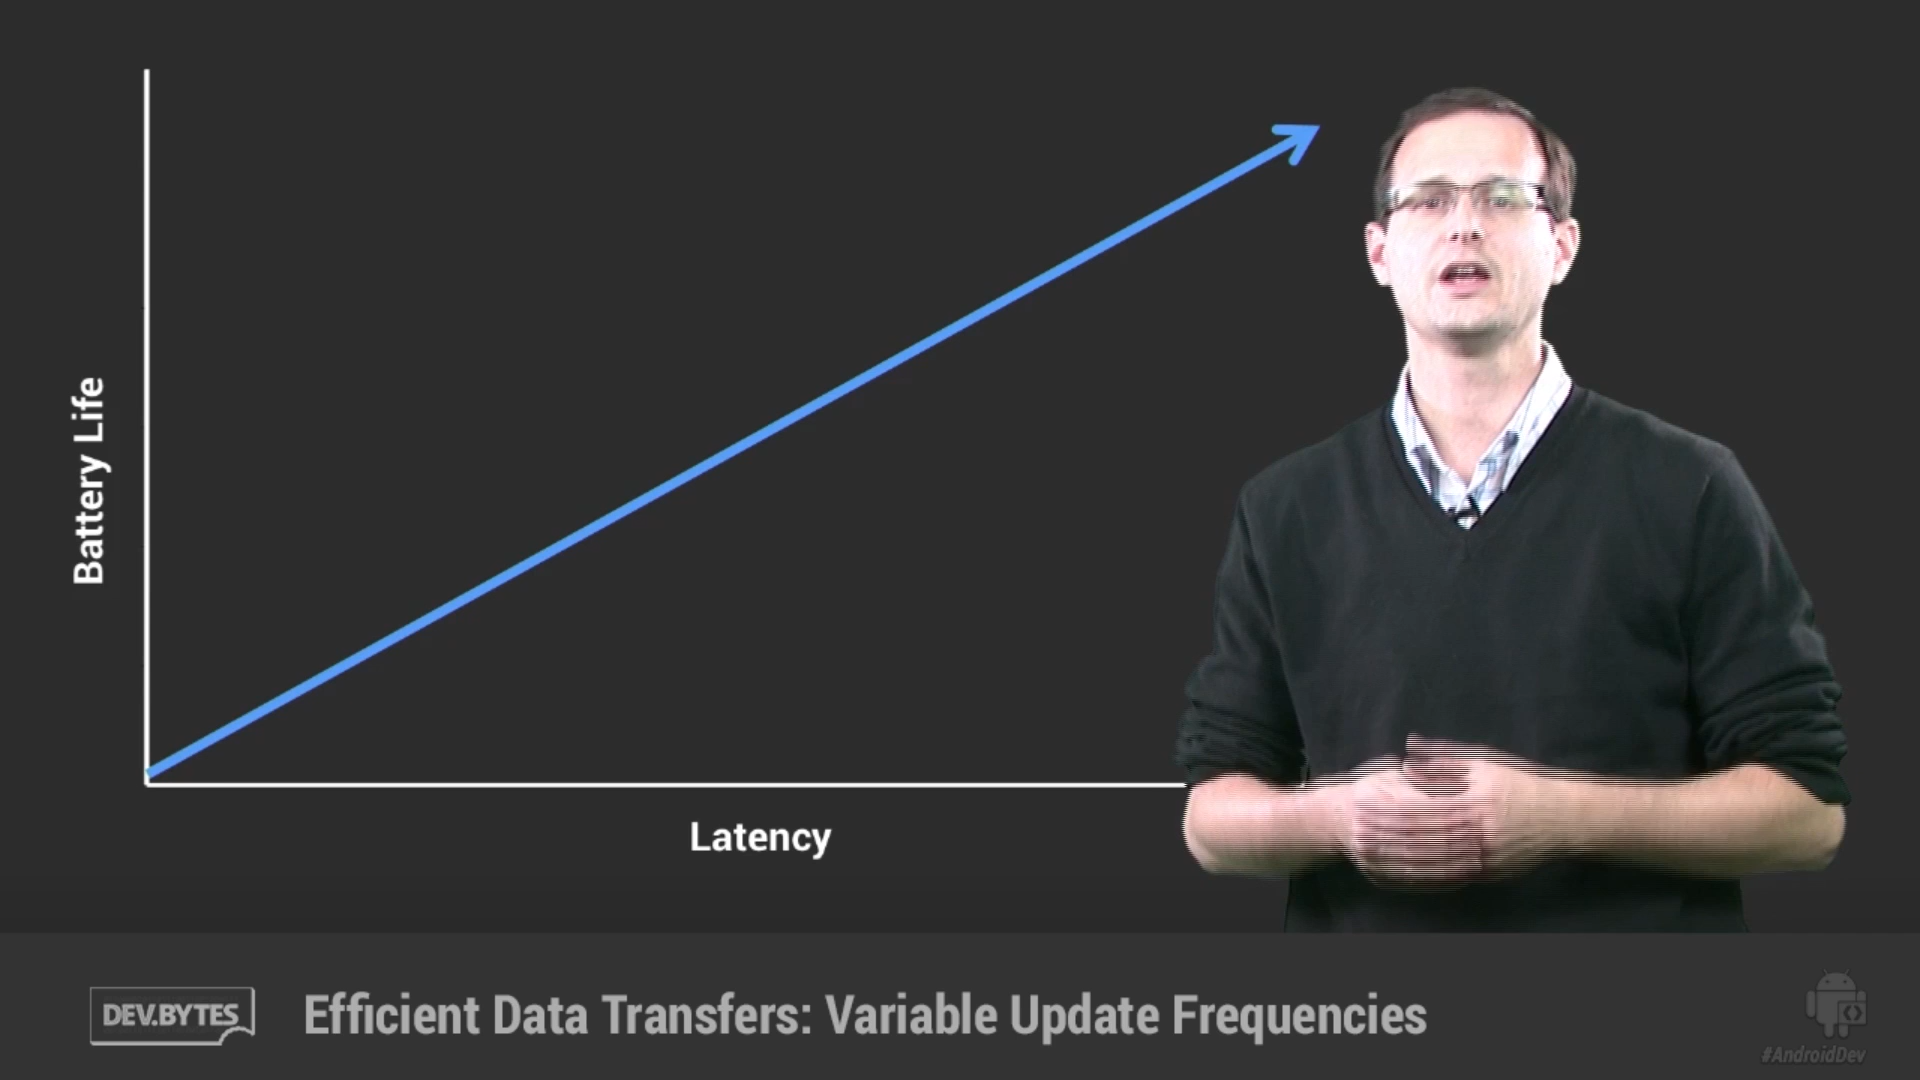 Battery Life
Latency
DEV.BYTES
Efficient Data Transfers: Variable Update Frequencies
#AndroidDev